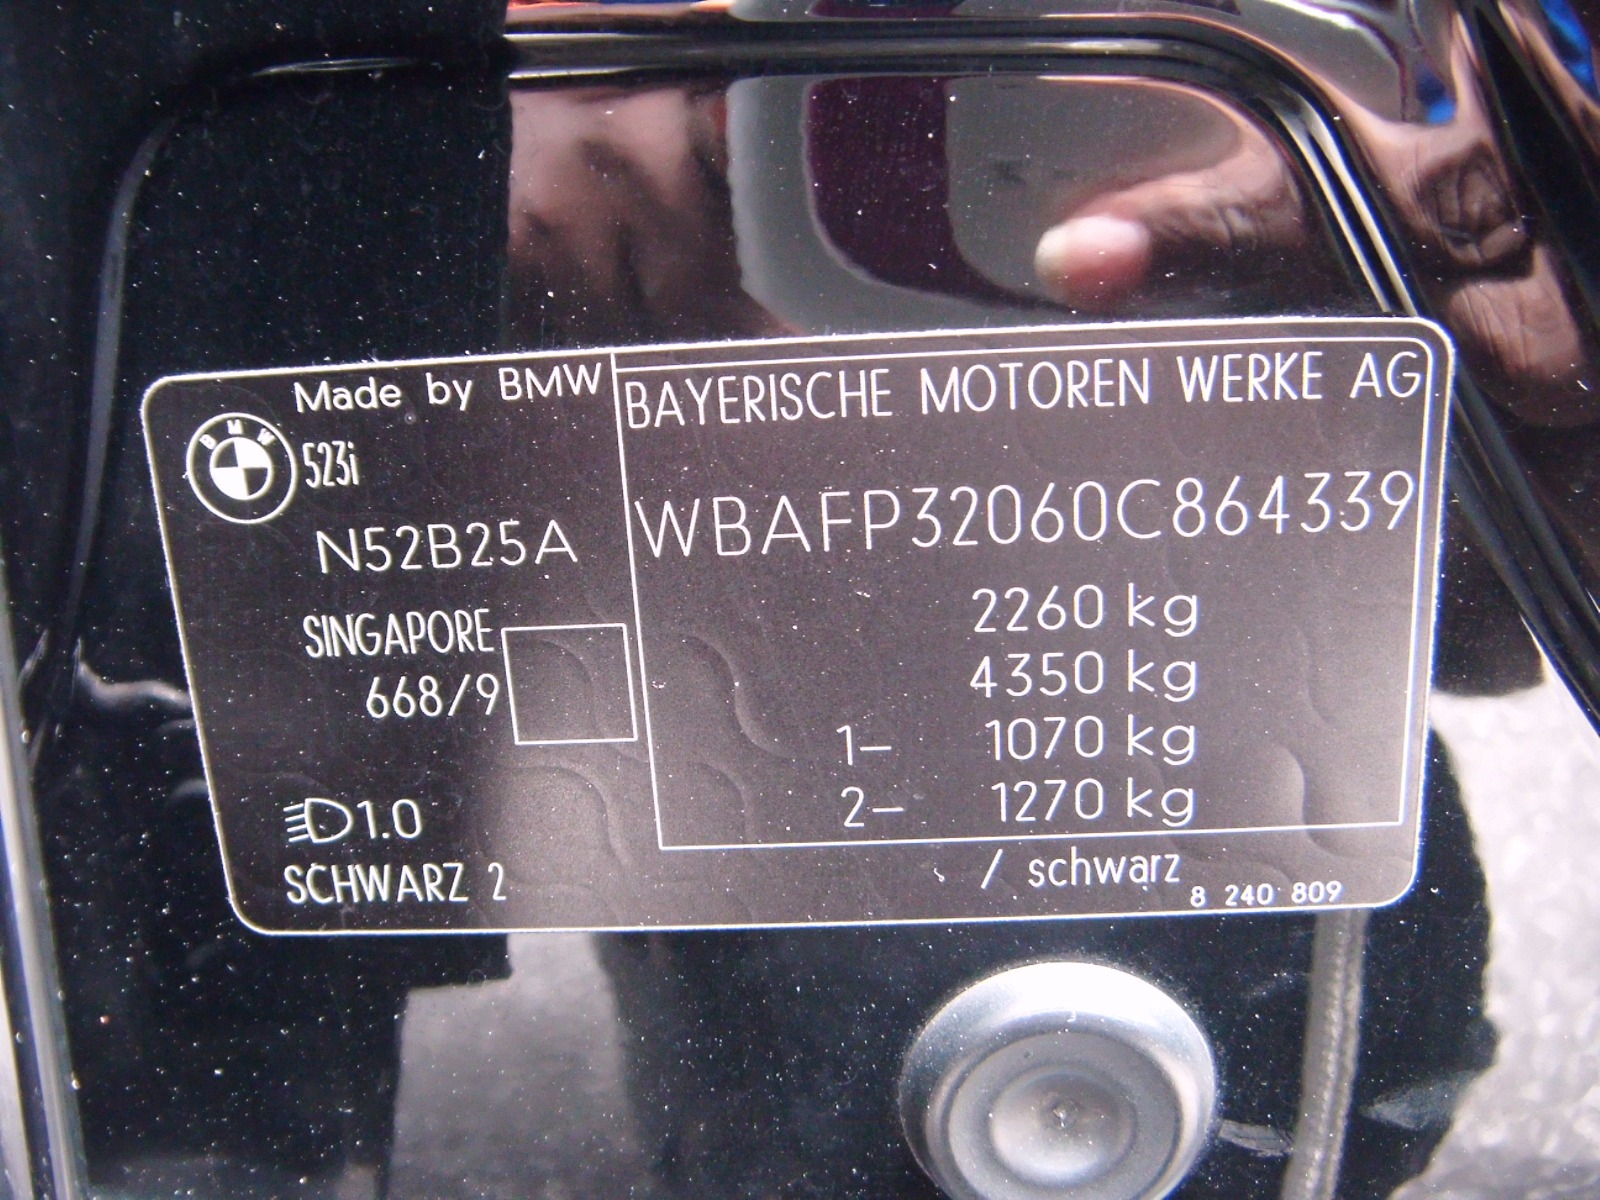 Made by BMW
BMW
523i
N52B25A
SINGAPORE
668/9
1.0
SCHWARZ 2
BAYERISCHE MOTOREN WERKE AG
WBAFP32060C864339
2260 kg
4350 kg
1- 1070 kg
2- 1270 kg
/ schwarz
8 240 809